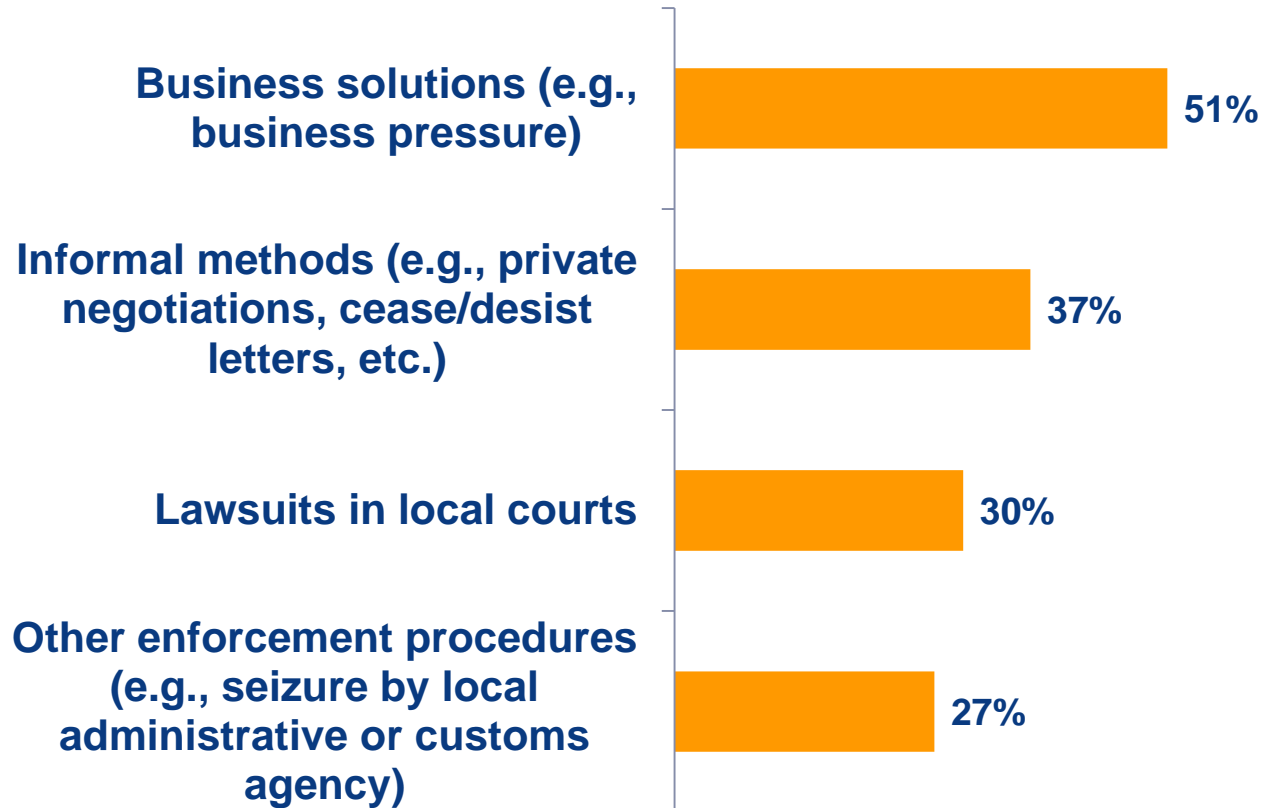 Business solutions (e.g.,
business pressure)
51%
Informal methods (e.g., private
negotiations, cease/desist
letters, etc.)
37%
Lawsuits in local courts
30%
Other enforcement procedures
(e.g., seizure by local
administrative or customs
agency)
27%